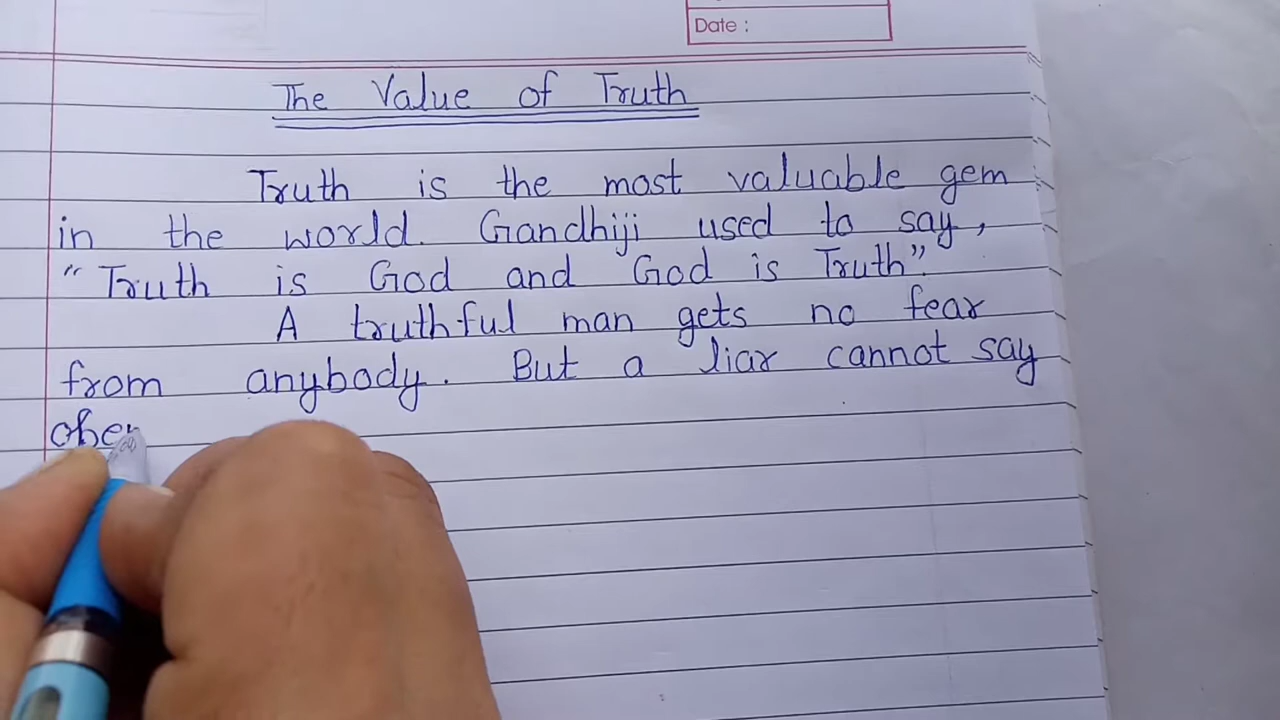 Date :
The Value of Truth
Truth is the most valuable gem
in the world. Gandhiji used to say,
"Truth is God and God is Truth".
A truthful man gets no fear
from anybody. But a liar cannot say